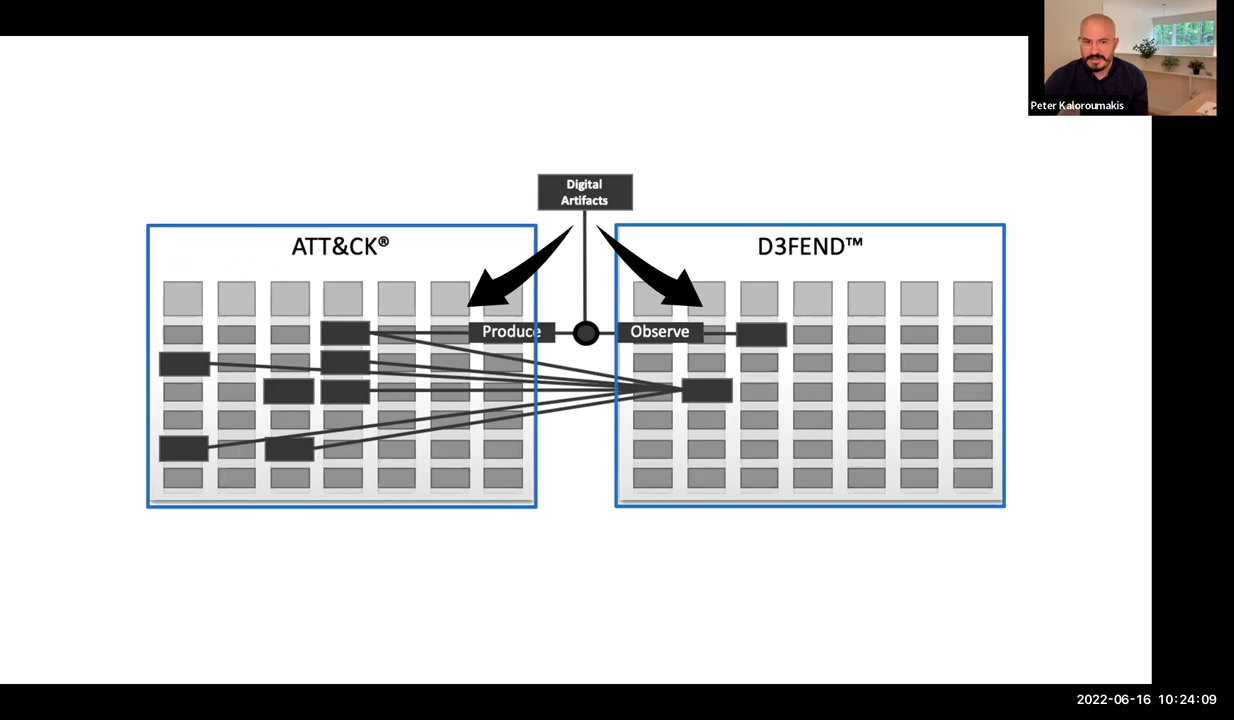 Peter Kaloroumakis
Digital
Artifacts
ATT&CK®
D3FEND™
Produce
Observe
2022-06-16 10:24:09